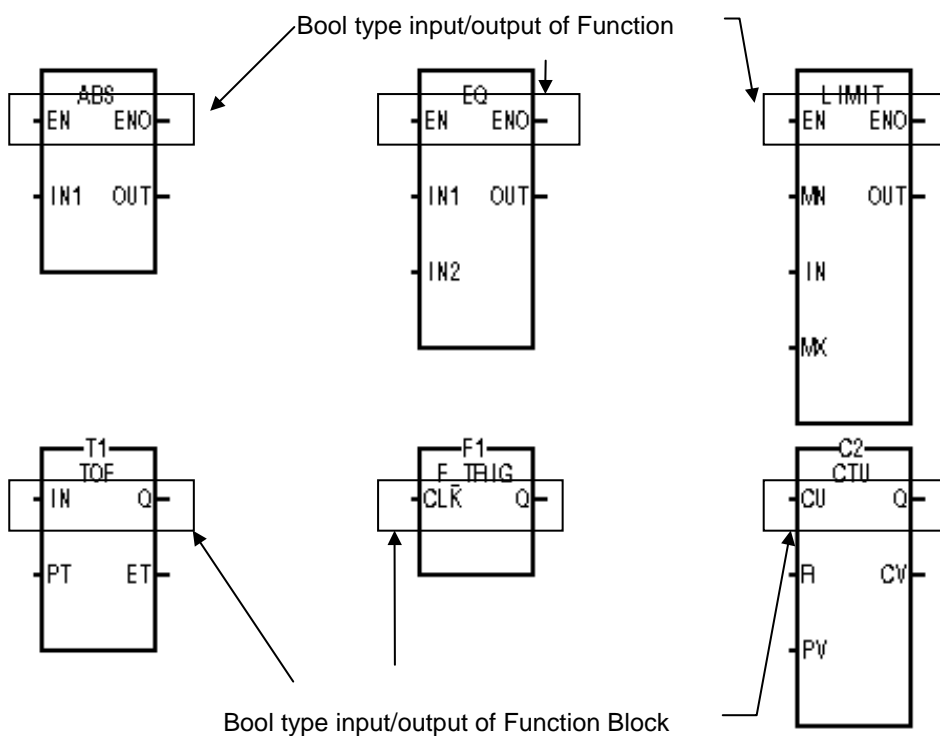 Bool type input/output of Function
ABS
EN ENO
IN1 OUT
EQ
EN ENO
IN1 OUT
IN2
LIMIT
EN ENO
MN OUT
IN
MX
T1
TOF
IN Q
PT ET
F1
F_TRIG
CLK Q
C2
CTU
CU Q
R CV
PV
Bool type input/output of Function Block